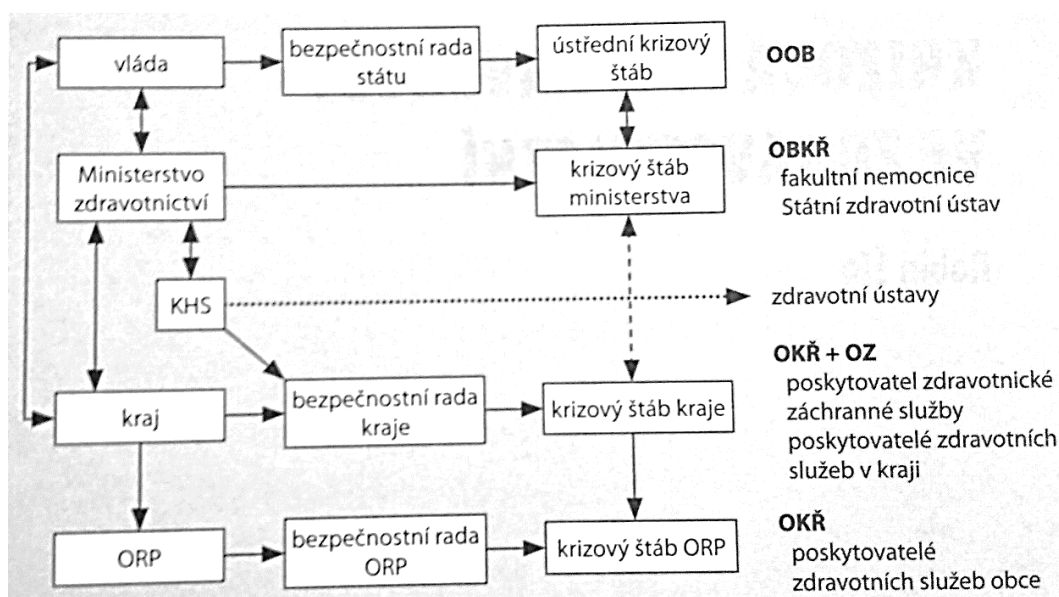 vláda
bezpečnostní rada
státu
ústřední krizový
štáb
OOB
Ministerstvo
zdravotnictví
krizový štáb
ministerstva
OBKŘ
fakultní nemocnice
Státní zdravotní ústav
KHS
zdravotní ústavy
kraj
bezpečnostní rada
kraje
krizový štáb kraje
OKŘ + OZ
poskytovatel zdravotnické
záchranné služby
poskytovatelé zdravotních
služeb v kraji
ORP
bezpečnostní rada
ORP
krizový štáb ORP
OKŘ
poskytovatelé
zdravotních služeb obce